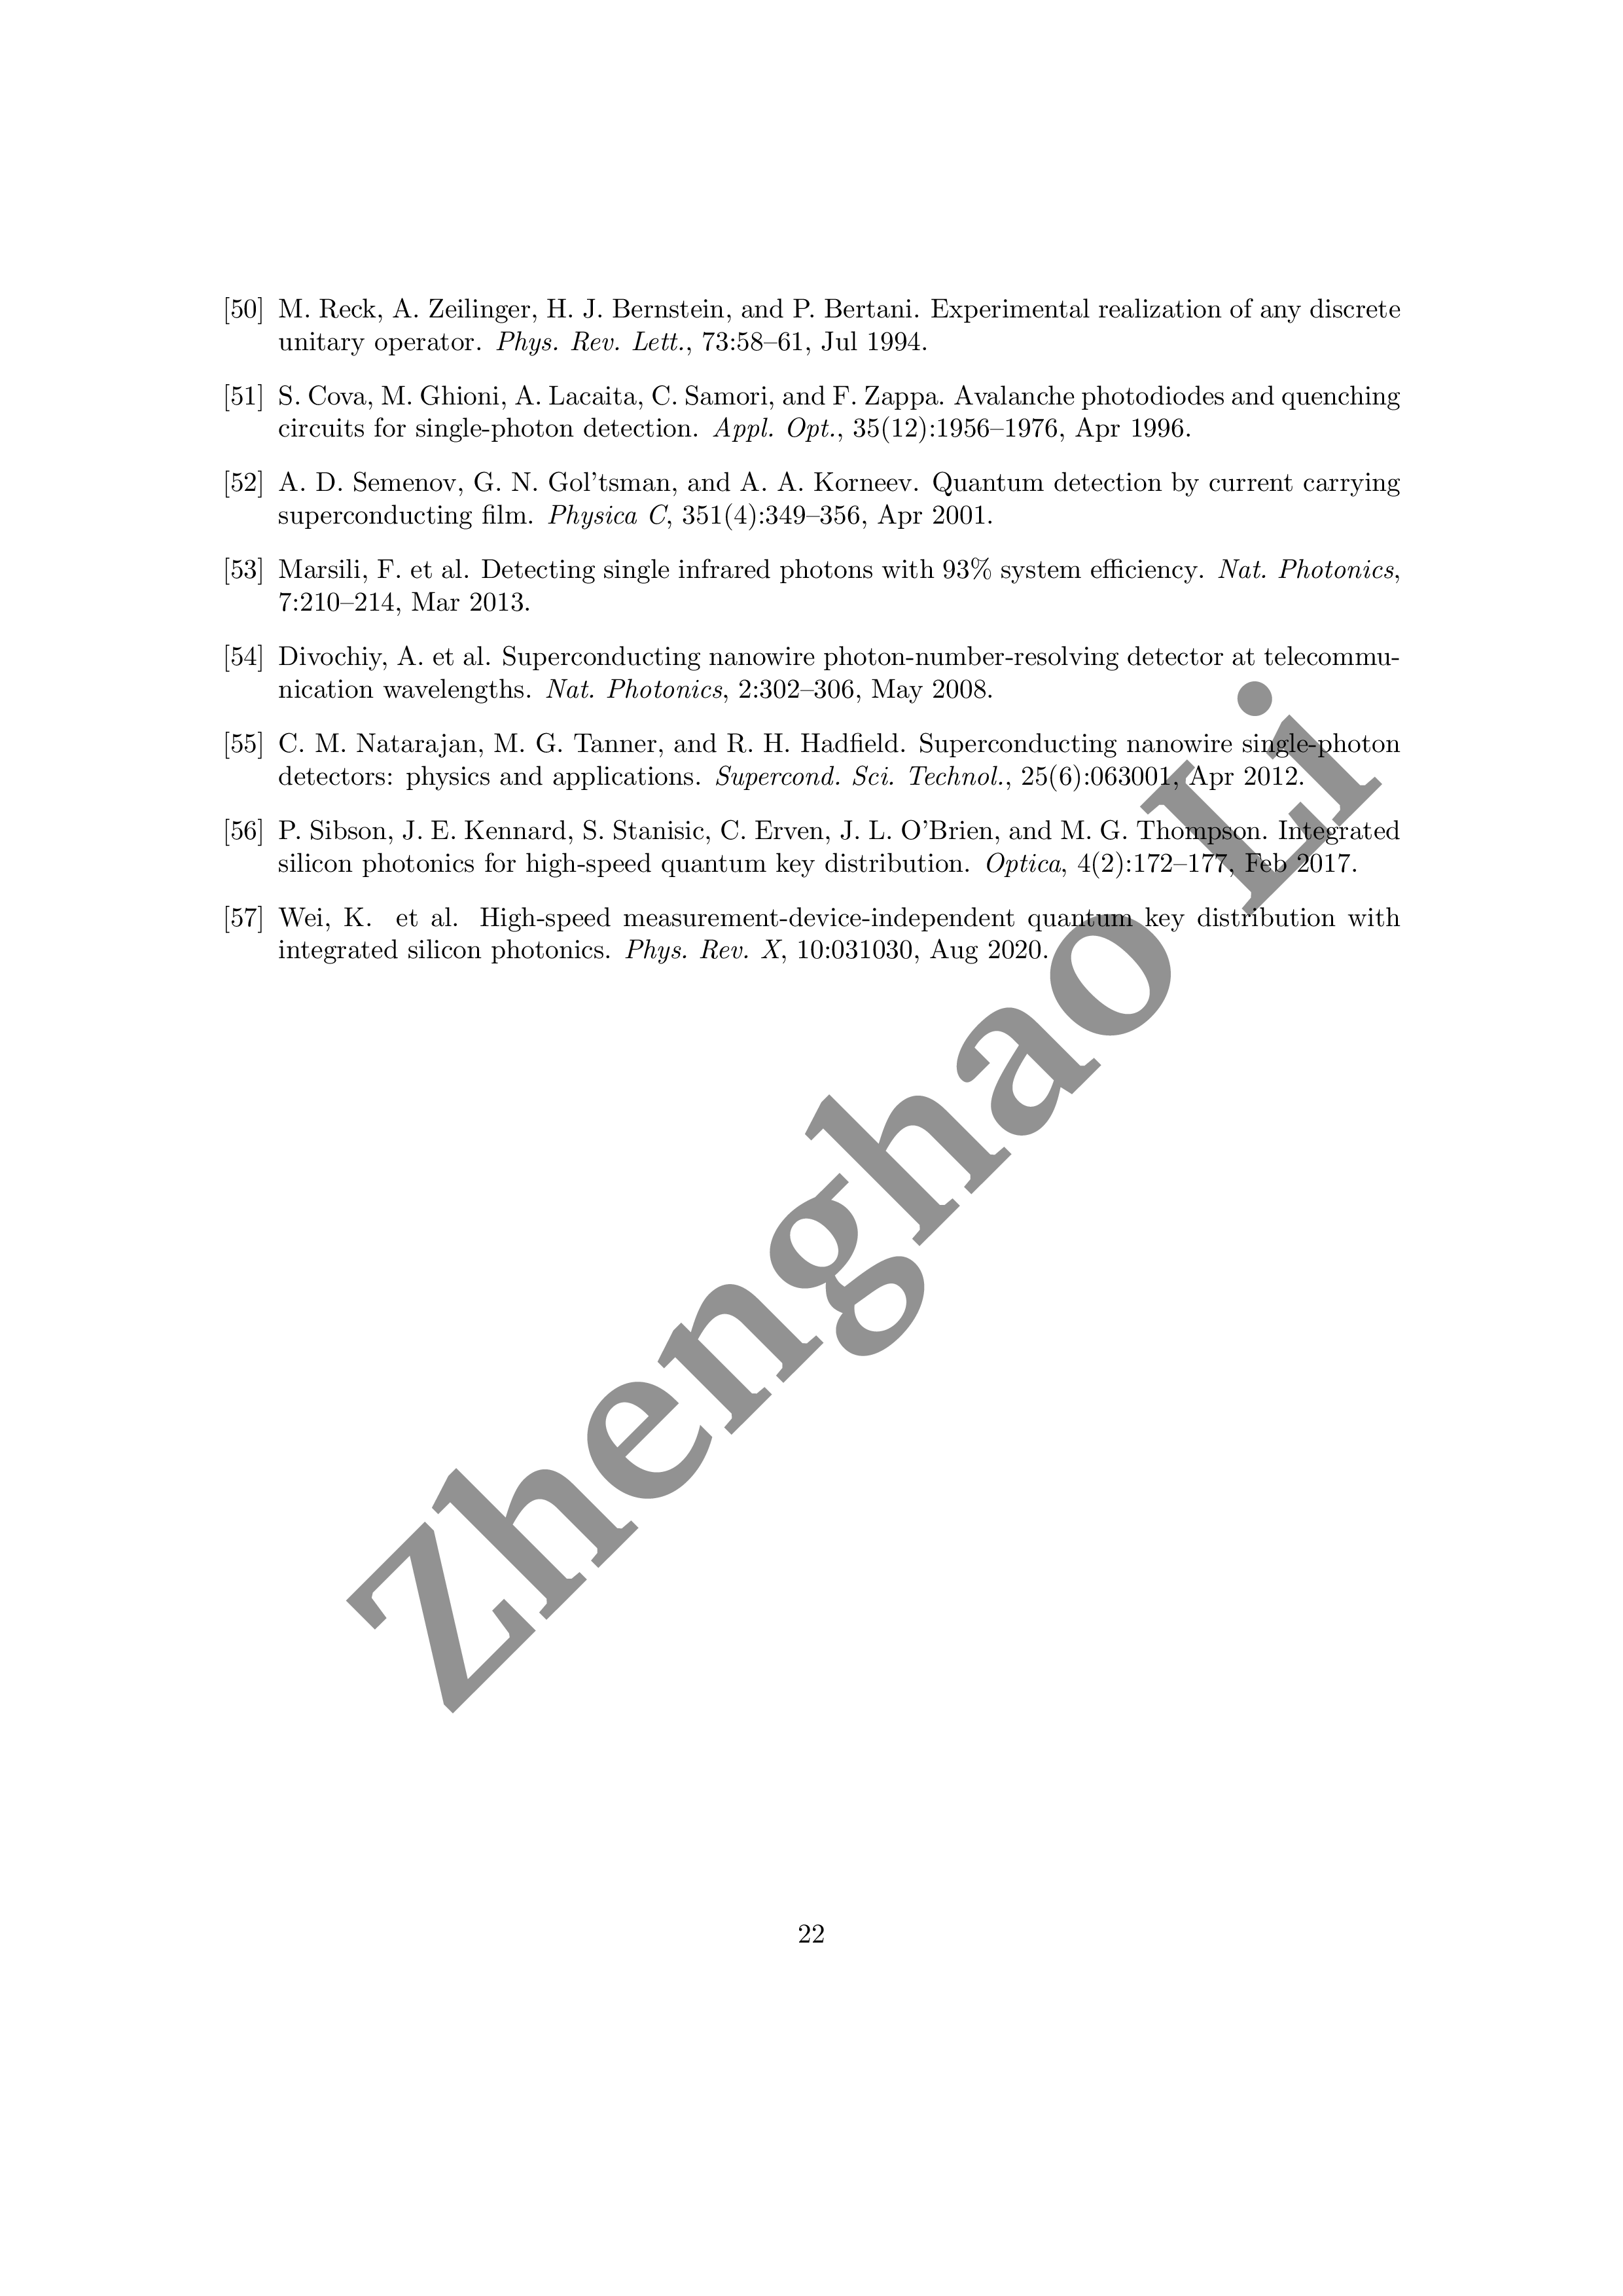 [50] M. Reck, A. Zeilinger, H. J. Bernstein, and P. Bertani. Experimental realization of any discrete
unitary operator. Phys. Rev. Lett., 73:58–61, Jul 1994.
[51] S. Cova, M. Ghioni, A. Lacaita, C. Samori, and F. Zappa. Avalanche photodiodes and quenching
circuits for single-photon detection. Appl. Opt., 35(12):1956–1976, Apr 1996.
[52] A. D. Semenov, G. N. Gol'tsman, and A. A. Korneev. Quantum detection by current carrying
superconducting film. Physica C, 351(4):349–356, Apr 2001.
[53] Marsili, F. et al. Detecting single infrared photons with 93% system efficiency. Nat. Photonics,
7:210–214, Mar 2013.
[54] Divochiy, A. et al. Superconducting nanowire photon-number-resolving detector at telecommu-
nication wavelengths. Nat. Photonics, 2:302–306, May 2008.
[55] C. M. Natarajan, M. G. Tanner, and R. H. Hadfield. Superconducting nanowire single-photon
detectors: physics and applications. Supercond. Sci. Technol., 25(6):063001, Apr 2012.
[56] P. Sibson, J. E. Kennard, S. Stanisic, C. Erven, J. L. O'Brien, and M. G. Thompson. Integrated
silicon photonics for high-speed quantum key distribution. Optica, 4(2):172–177, Feb 2017.
[57] Wei, K. et al. High-speed measurement-device-independent quantum key distribution with
integrated silicon photonics. Phys. Rev. X, 10:031030, Aug 2020.
Zhenghao Li
22